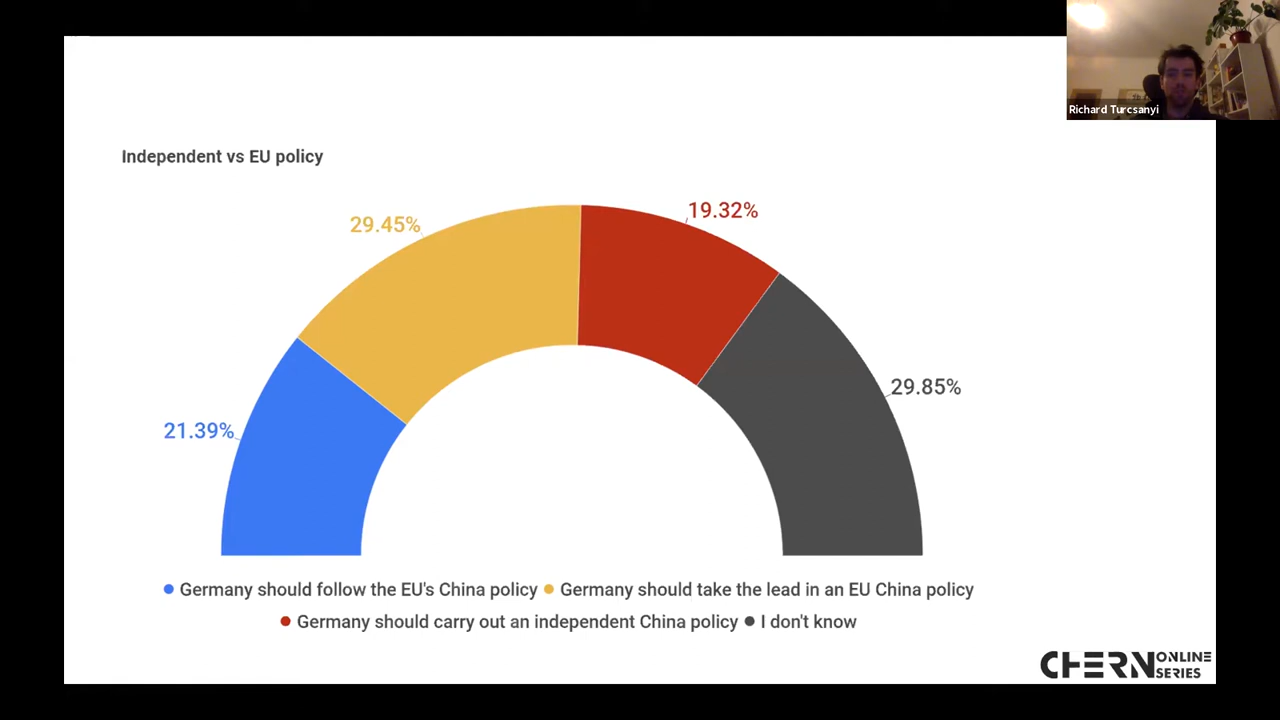 Richard Turcsanyi
Independent vs EU policy
29.45%
19.32%
29.85%
21.39%
Germany should follow the EU's China policy
Germany should take the lead in an EU China policy
Germany should carry out an independent China policy
I don't know
CHERN
ONLINE
SERIES